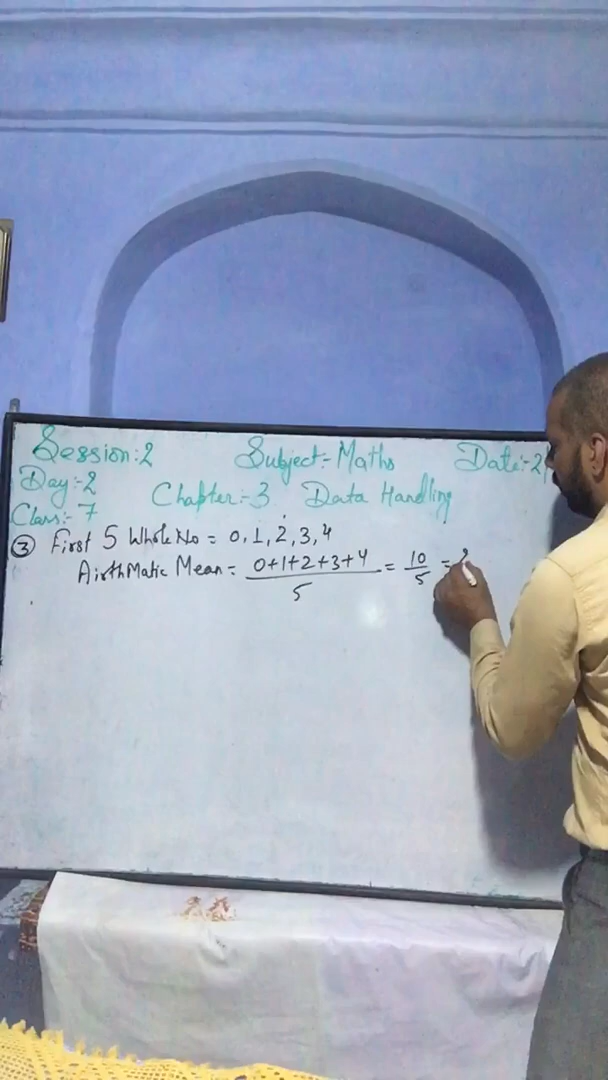 Session:2 Subject:- Maths Date:-2
Day:-2 Chapter:-3 Data Handling
Class:- 7
③ First 5 Whole No = 0, 1, 2, 3, 4
AirthMatic Mean = 0+1+2+3+4 / 5 = 10 / 5 =